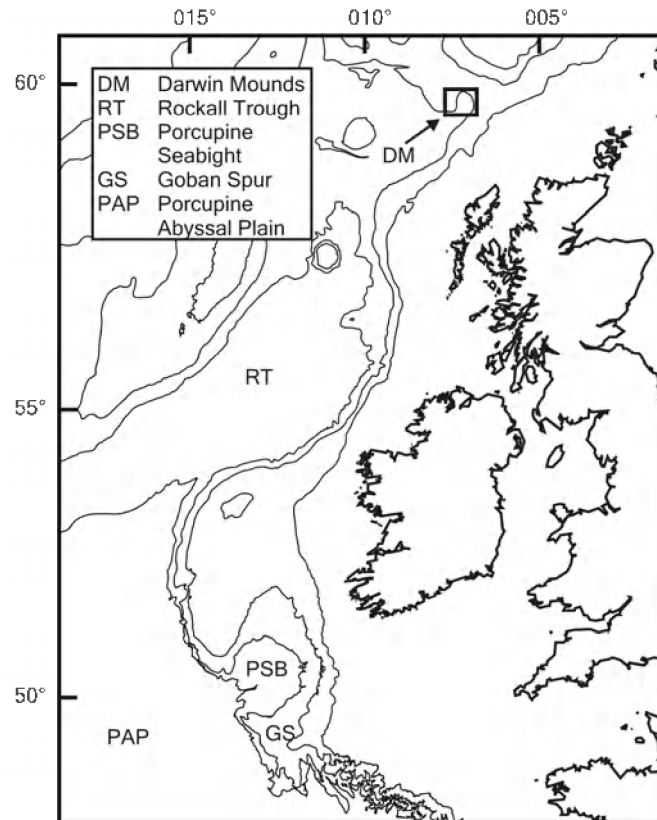 015° 010° 005°
60°
DM Darwin Mounds
RT Rockall Trough
PSB Porcupine
Seabight
GS Goban Spur
PAP Porcupine
Abyssal Plain
DM
RT
55°
PSB
50°
GS
PAP